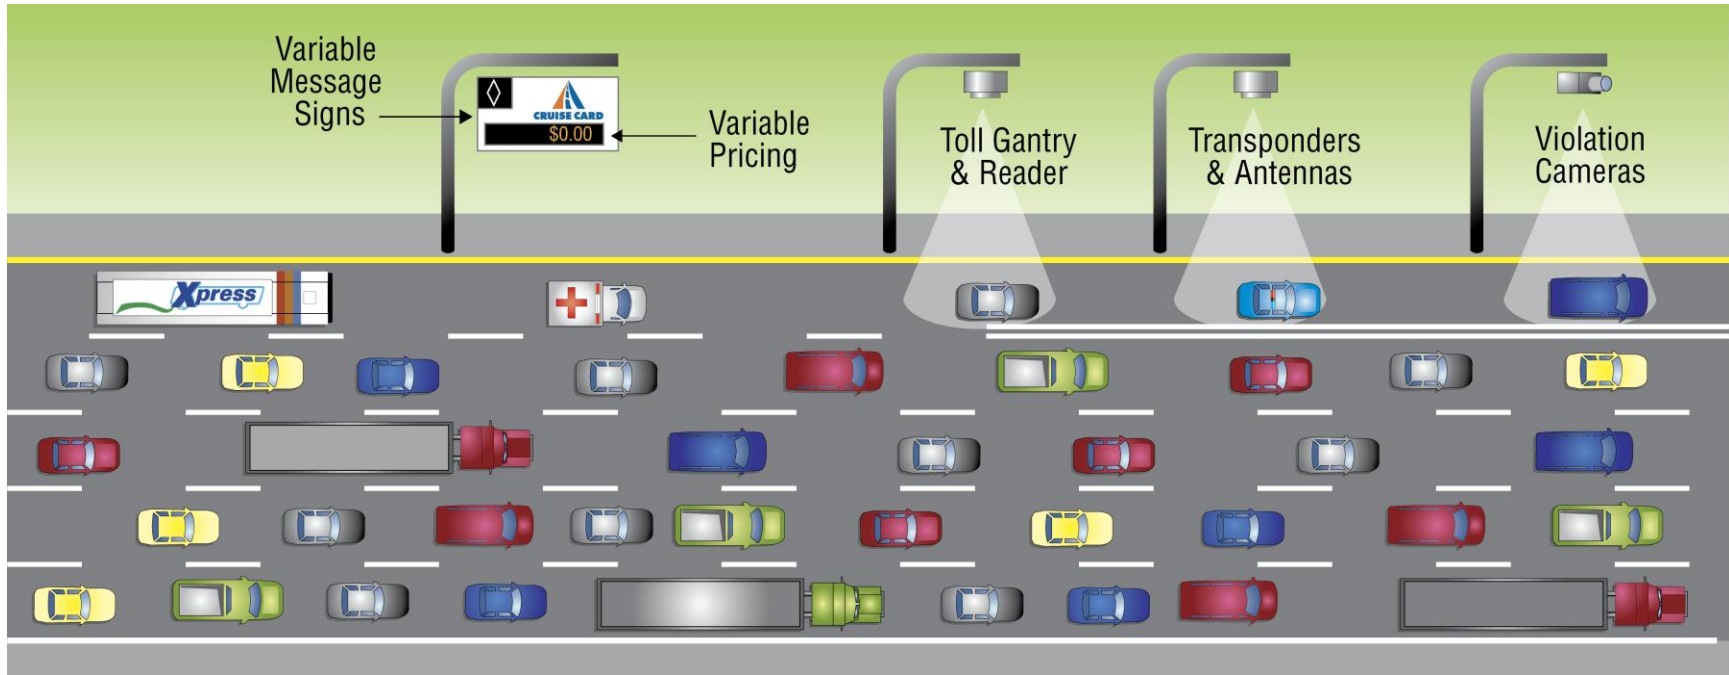 Variable
Message
Signs
CRUISE CARD
$0.00
Variable
Pricing
Toll Gantry
& Reader
Transponders
& Antennas
Violation
Cameras
Xpress